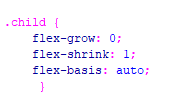 .child {
flex-grow: 0;
flex-shrink: 1;
flex-basis: auto;
}